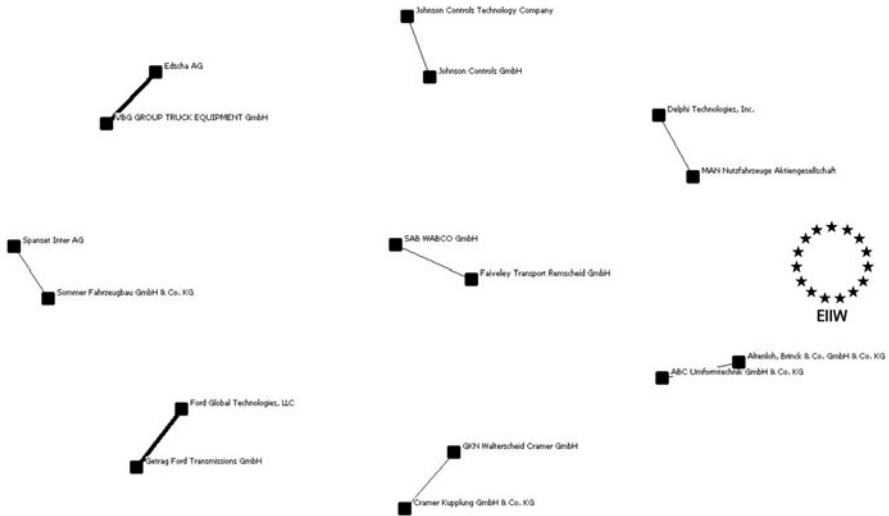 Johnson Controls Technology Company
Edscha AG
Johnson Controls GmbH
Delphi Technologies, Inc.
VBG GROUP TRUCK EQUIPMENT GmbH
MAN Nutzfahrzeuge Aktiengesellschaft
Spanset Inter AG
SAB WABCO GmbH
Faiveley Transport Remscheid GmbH
Sommer Fahrzeugbau GmbH & Co. KG
EIIW
Altenloh, Brinck & Co. GmbH & Co. KG
ABC Umformtechnik GmbH & Co. KG
Ford Global Technologies, LLC
GKN Walterscheid Cramer GmbH
Getrag Ford Transmissions GmbH
Cramer Kupplung GmbH & Co. KG